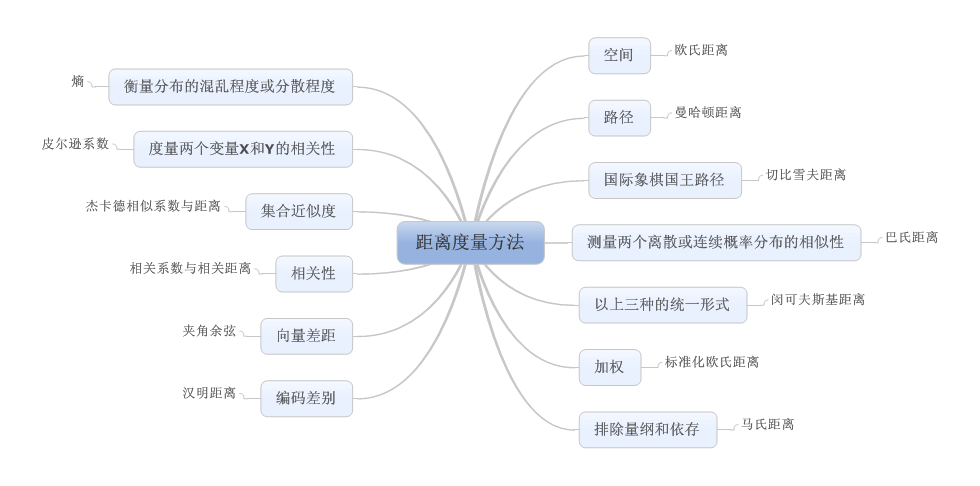 距离度量方法
空间
欧氏距离
路径
曼哈顿距离
国际象棋国王路径
切比雪夫距离
测量两个离散或连续概率分布的相似性
巴氏距离
以上三种的统一形式
闵可夫斯基距离
加权
标准化欧氏距离
排除量纲和依存
马氏距离
衡量分布的混乱程度或分散程度
熵
度量两个变量X和Y的相关性
皮尔逊系数
集合近似度
杰卡德相似系数与距离
相关性
相关系数与相关距离
向量差距
夹角余弦
编码差别
汉明距离